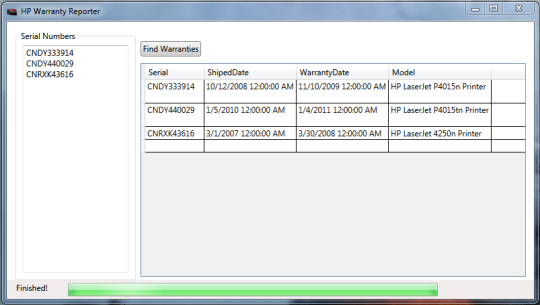 HP Warranty Reporter
Serial Numbers
CNDY333914
CNDY440029
CNRXK43616
Find Warranties
Serial ShipedDate WarrantyDate Model
CNDY333914 10/12/2008 12:00:00 AM 11/10/2009 12:00:00 AM HP LaserJet P4015n Printer
CNDY440029 1/5/2010 12:00:00 AM 1/4/2011 12:00:00 AM HP LaserJet P4015tn Printer
CNRXK43616 3/1/2007 12:00:00 AM 3/30/2008 12:00:00 AM HP LaserJet 4250n Printer
Finished!